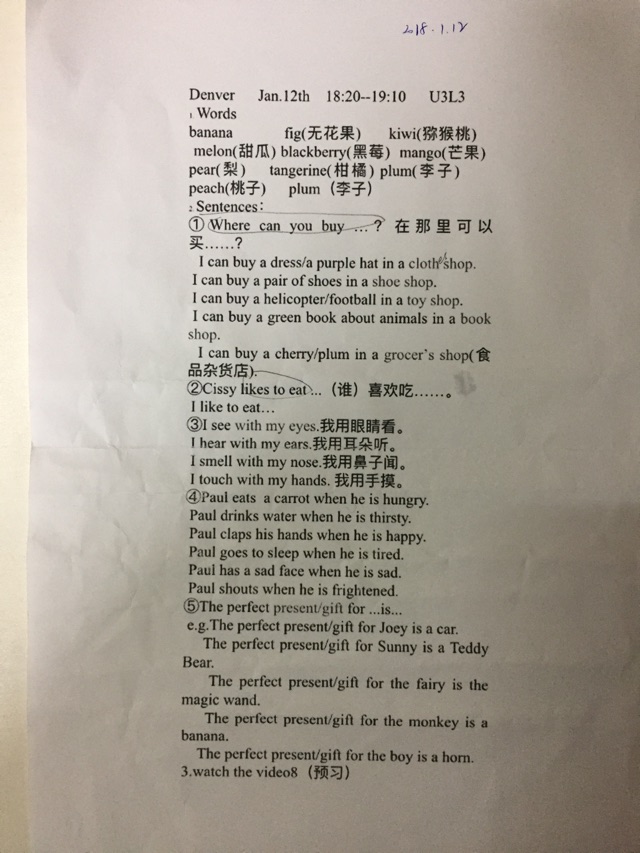 2018.1.12
Denver Jan.12th 18:20--19:10 U3L3
1 Words
banana fig(无花果) kiwi(猕猴桃)
melon(甜瓜) blackberry(黑莓) mango(芒果)
pear(梨) tangerine(柑橘) plum(李子)
peach(桃子) plum（李子）
2 Sentences：
①Where can you buy …？在那里可以
买……?
I can buy a dress/a purple hat in a cloth shop.
I can buy a pair of shoes in a shoe shop.
I can buy a helicopter/football in a toy shop.
I can buy a green book about animals in a book
shop.
I can buy a cherry/plum in a grocer's shop(食
品杂货店).
②Cissy likes to eat…（谁）喜欢吃……。
I like to eat…
③I see with my eyes.我用眼睛看。
I hear with my ears.我用耳朵听。
I smell with my nose.我用鼻子闻。
I touch with my hands. 我用手摸。
④Paul eats a carrot when he is hungry.
Paul drinks water when he is thirsty.
Paul claps his hands when he is happy.
Paul goes to sleep when he is tired.
Paul has a sad face when he is sad.
Paul shouts when he is frightened.
⑤The perfect present/gift for ...is...
e.g.The perfect present/gift for Joey is a car.
The perfect present/gift for Sunny is a Teddy
Bear.
The perfect present/gift for the fairy is the
magic wand.
The perfect present/gift for the monkey is a
banana.
The perfect present/gift for the boy is a horn.
3.watch the video8（预习）